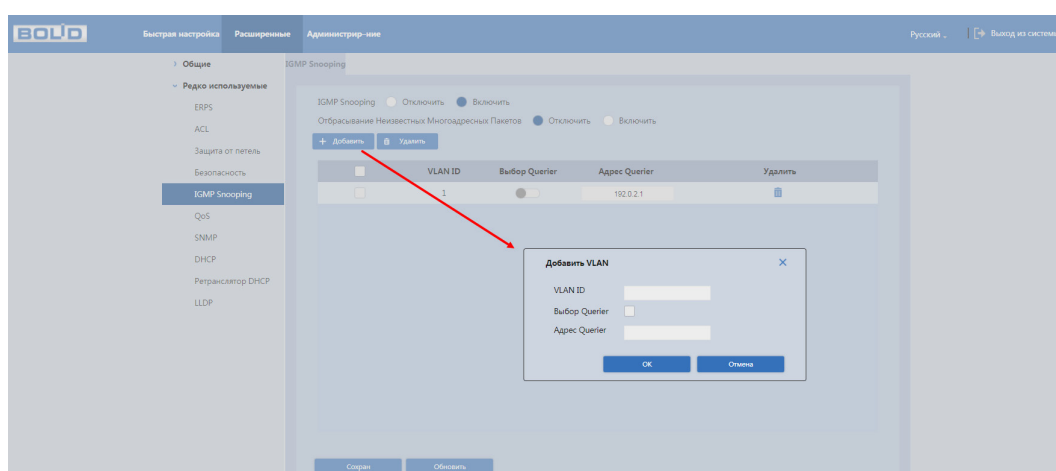 BOLID Быстрая настройка Расширенные Администрир-ние Русский Выход из систем
Общие
Редко используемые
ERPS
ACL
Защита от петель
Безопасность
IGMP Snooping
QoS
SNMP
DHCP
Ретранслятор DHCP
LLDP
IGMP Snooping
IGMP Snooping Отключить Включить
Отбрасывание Неизвестных Многоадресных Пакетов Отключить Включить
+ Добавить Удалить
VLAN ID Выбор Querier Адрес Querier Удалить
1 192.0.2.1
Добавить VLAN ×
VLAN ID
Выбор Querier
Адрес Querier
ОК Отмена
Сохран Обновить